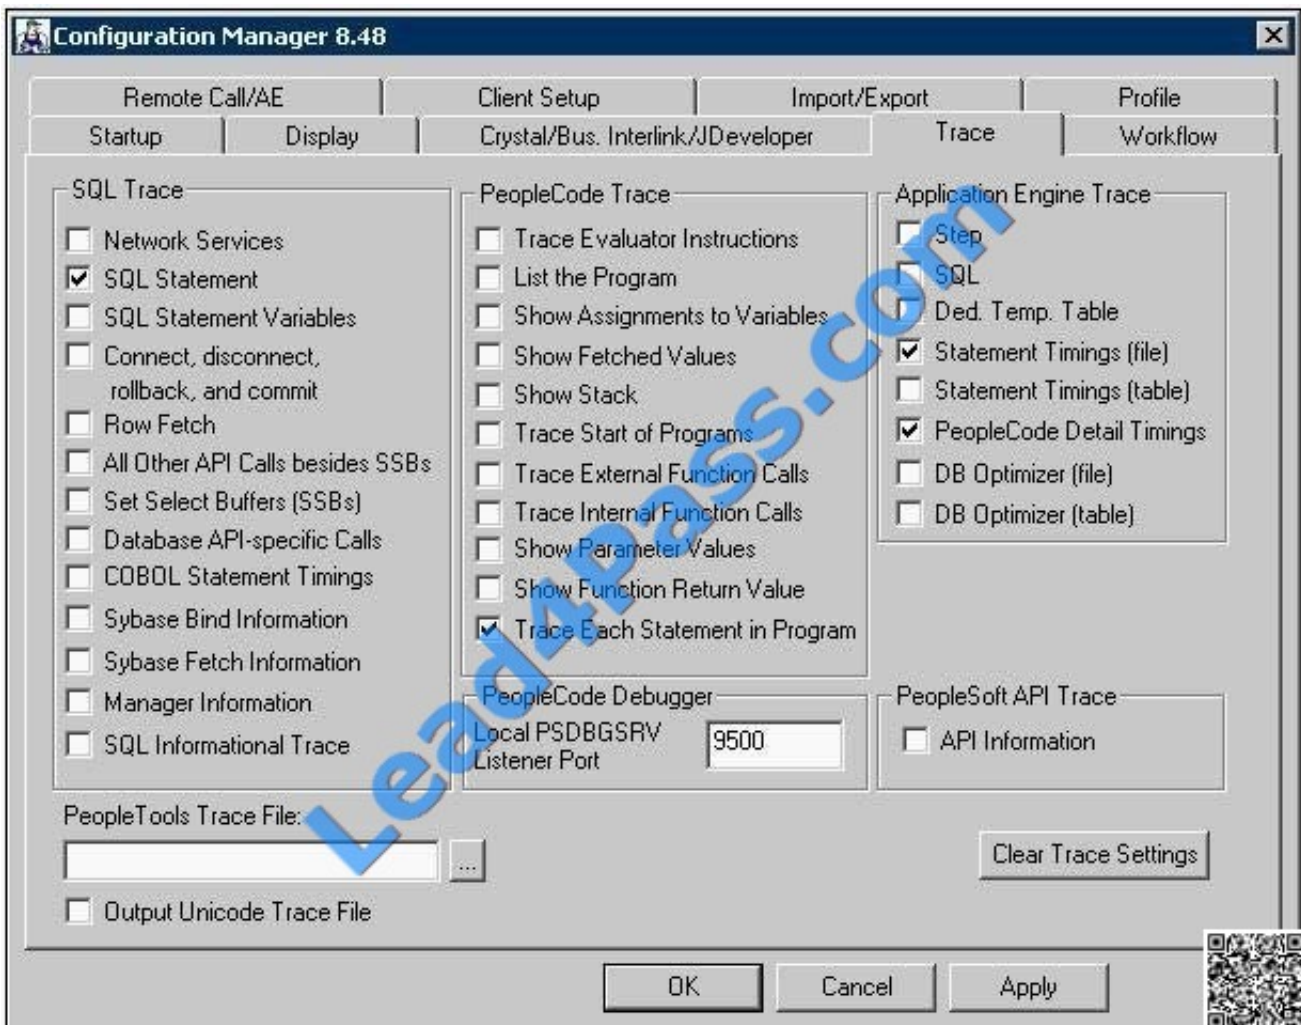 Configuration Manager 8.48
Remote Call/AE
Client Setup
Import/Export
Profile
Startup
Display
Crystal/Bus. Interlink/JDeveloper
Trace
Workflow
SQL Trace
Network Services
SQL Statement
SQL Statement Variables
Connect, disconnect,
rollback, and commit
Row Fetch
All Other API Calls besides SSBs
Set Select Buffers (SSBs)
Database API-specific Calls
COBOL Statement Timings
Sybase Bind Information
Sybase Fetch Information
Manager Information
SQL Informational Trace
PeopleCode Trace
Trace Evaluator Instructions
List the Program
Show Assignments to Variables
Show Fetched Values
Show Stack
Trace Start of Programs
Trace External Function Calls
Trace Internal Function Calls
Show Parameter Values
Show Function Return Value
Trace Each Statement in Program
Application Engine Trace
Step
SQL
Ded. Temp. Table
Statement Timings (file)
Statement Timings (table)
PeopleCode Detail Timings
DB Optimizer (file)
DB Optimizer (table)
PeopleCode Debugger
Local PSDBGSRV
Listener Port
9500
PeopleSoft API Trace
API Information
PeopleTools Trace File:
...
Clear Trace Settings
Output Unicode Trace File
OK
Cancel
Apply
Lead4Pass.com